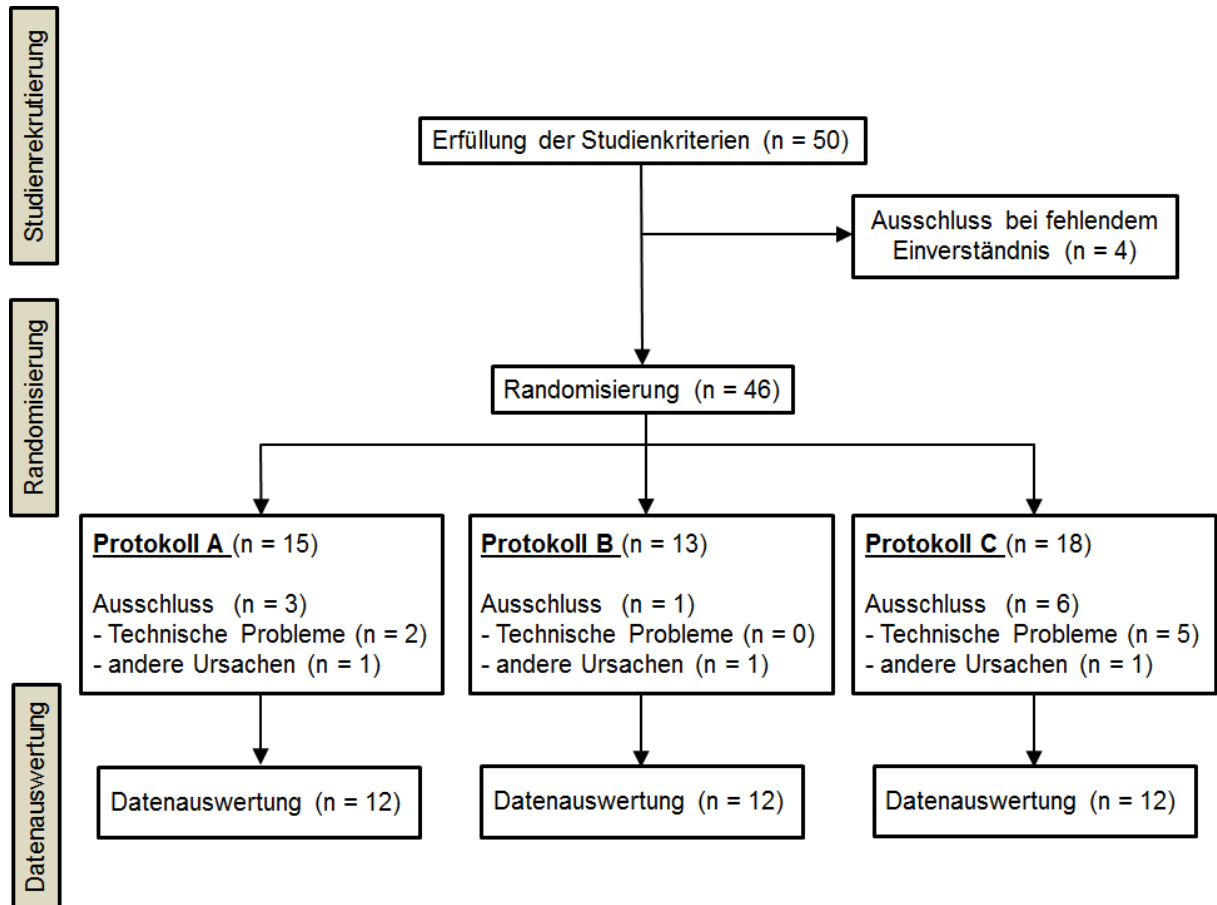 Studienrekrutierung
Erfüllung der Studienkriterien (n = 50)
Ausschluss bei fehlendem
Einverständnis (n = 4)
Randomisierung
Randomisierung (n = 46)
Protokoll A (n = 15)
Ausschluss (n = 3)
- Technische Probleme (n = 2)
- andere Ursachen (n = 1)
Protokoll B (n = 13)
Ausschluss (n = 1)
- Technische Probleme (n = 0)
- andere Ursachen (n = 1)
Protokoll C (n = 18)
Ausschluss (n = 6)
- Technische Probleme (n = 5)
- andere Ursachen (n = 1)
Datenauswertung
Datenauswertung (n = 12)
Datenauswertung (n = 12)
Datenauswertung (n = 12)